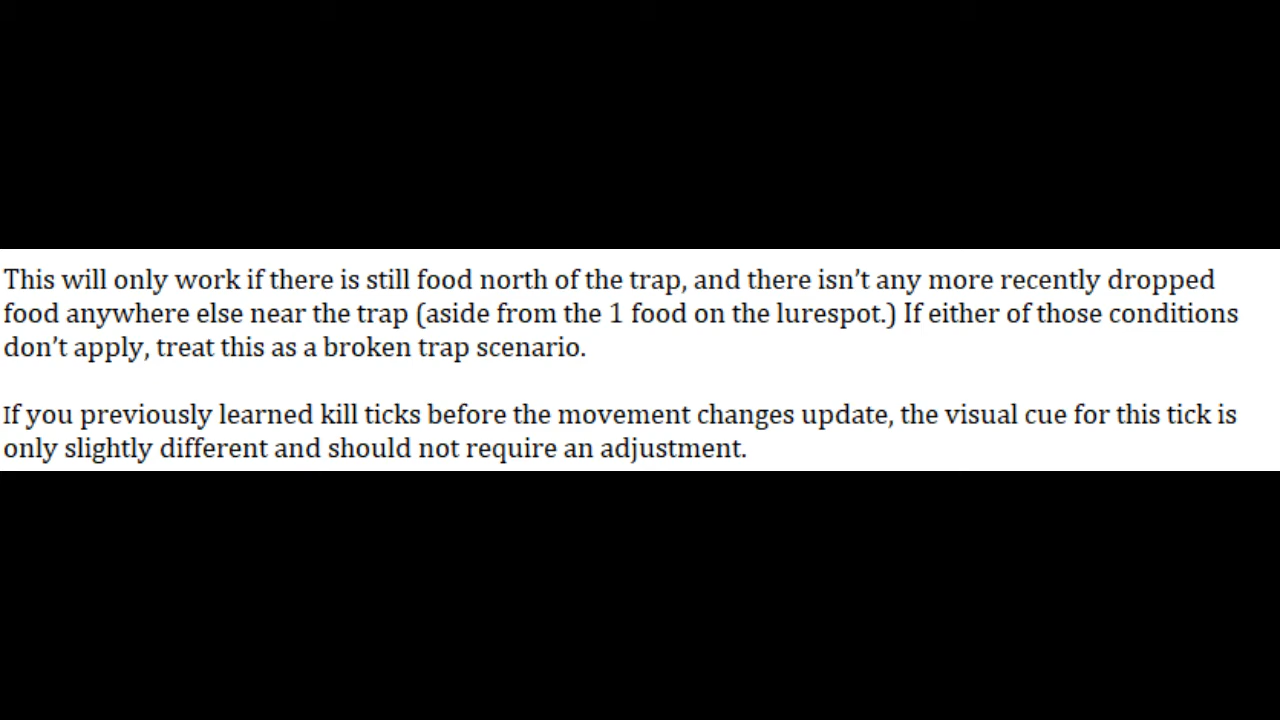 This will only work if there is still food north of the trap, and there isn’t any more recently dropped
food anywhere else near the trap (aside from the 1 food on the lurespot.) If either of those conditions
don’t apply, treat this as a broken trap scenario.
If you previously learned kill ticks before the movement changes update, the visual cue for this tick is
only slightly different and should not require an adjustment.